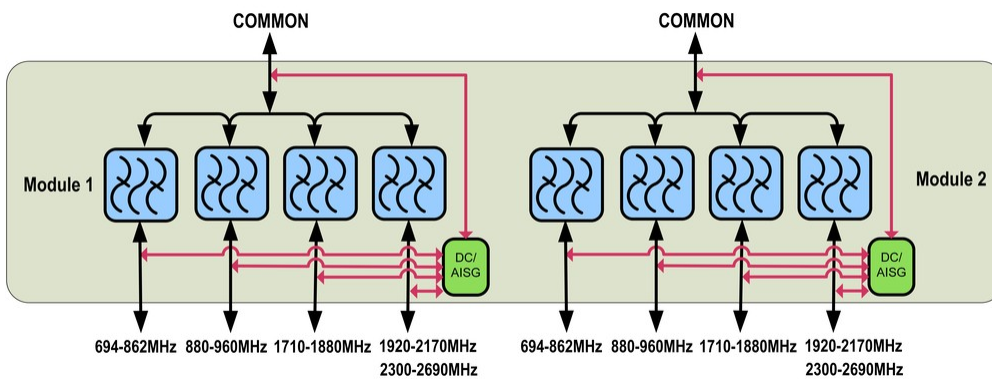 COMMON COMMON
Module 1 Module 2
DC/ DC/
AISG AISG
694-862MHz 880-960MHz 1710-1880MHz 1920-2170MHz 694-862MHz 880-960MHz 1710-1880MHz 1920-2170MHz
2300-2690MHz 2300-2690MHz